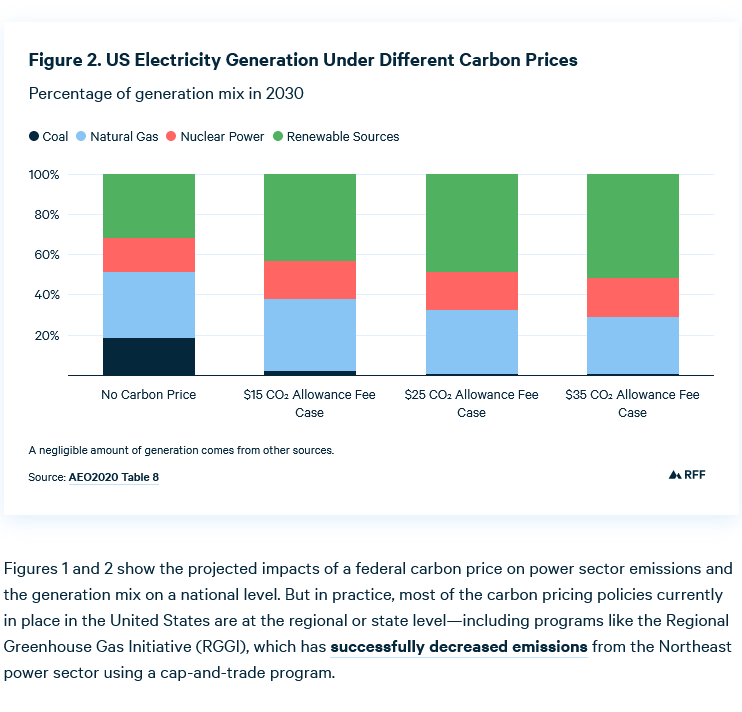 Figure 2. US Electricity Generation Under Different Carbon Prices
Percentage of generation mix in 2030
Coal Natural Gas Nuclear Power Renewable Sources
100%
80%
60%
40%
20%
No Carbon Price
$15 CO₂ Allowance Fee
Case
$25 CO₂ Allowance Fee
Case
$35 CO₂ Allowance Fee
Case
A negligible amount of generation comes from other sources.
Source: AEO2020 Table 8
RFF
Figures 1 and 2 show the projected impacts of a federal carbon price on power sector emissions and
the generation mix on a national level. But in practice, most of the carbon pricing policies currently
in place in the United States are at the regional or state level—including programs like the Regional
Greenhouse Gas Initiative (RGGI), which has successfully decreased emissions from the Northeast
power sector using a cap-and-trade program.